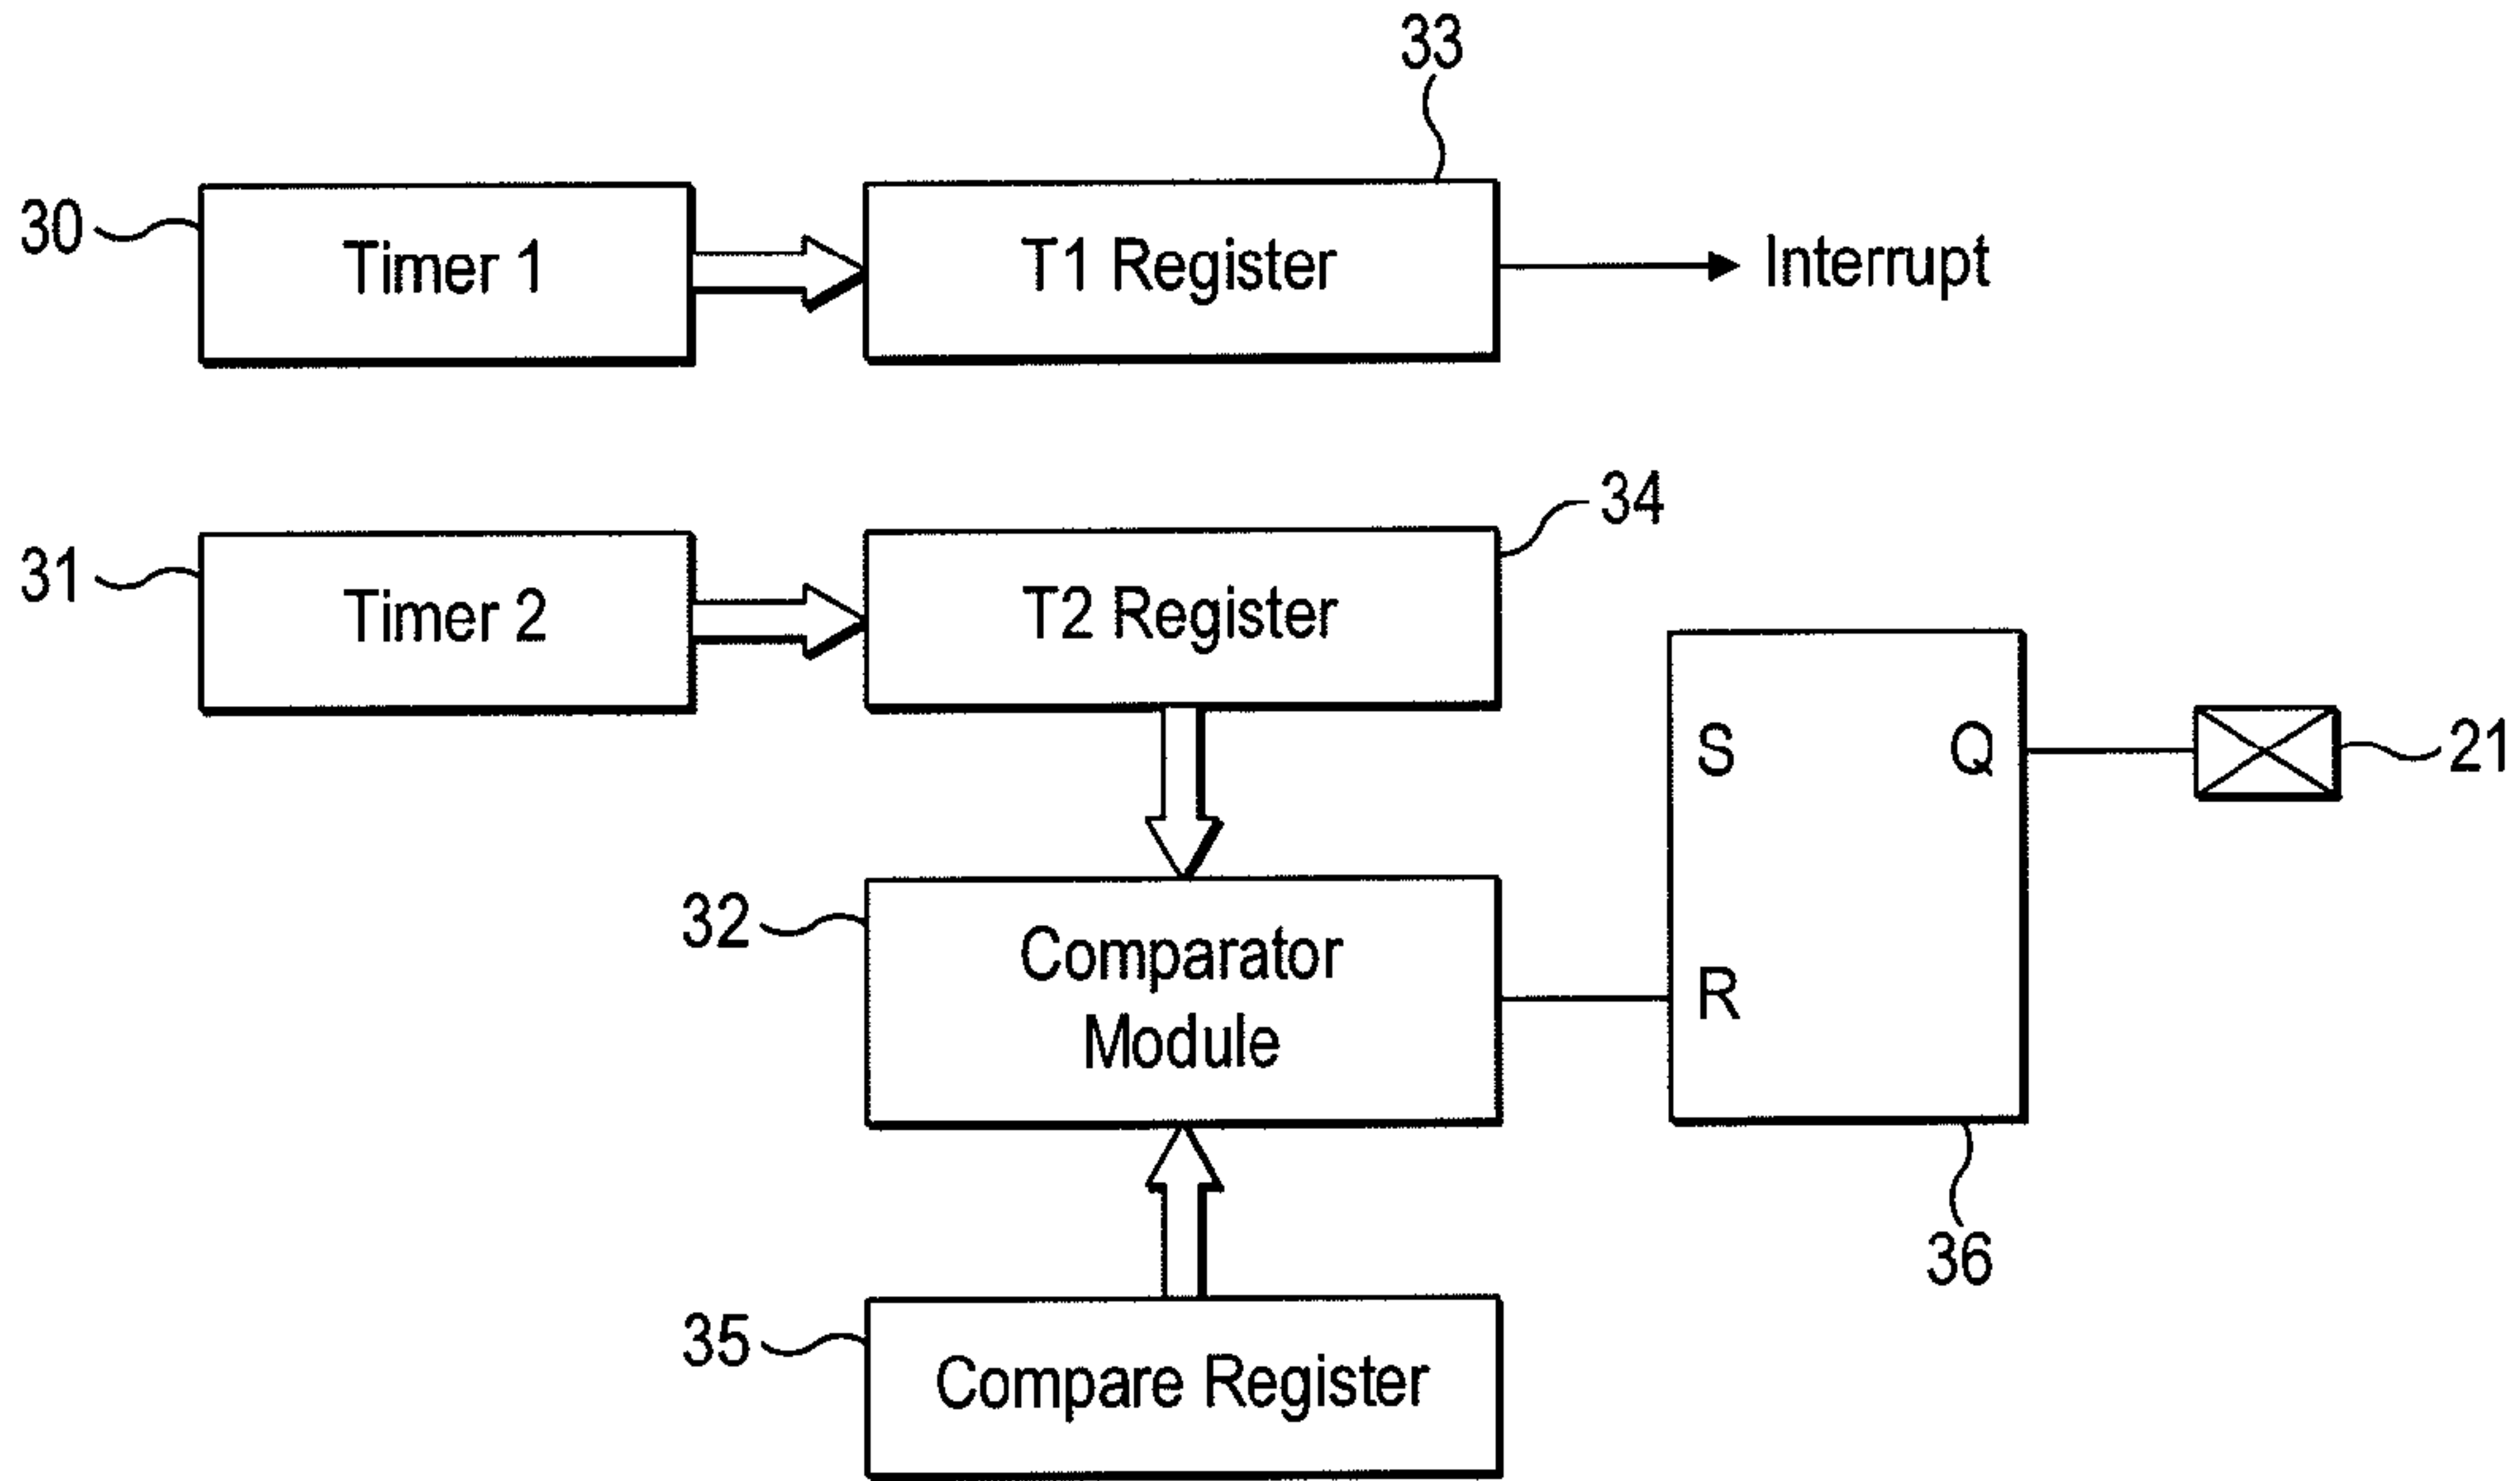 33
30
Timer 1
T1 Register
Interrupt
34
31
Timer 2
T2 Register
S
Q
21
32
Comparator
Module
R
36
35
Compare Register